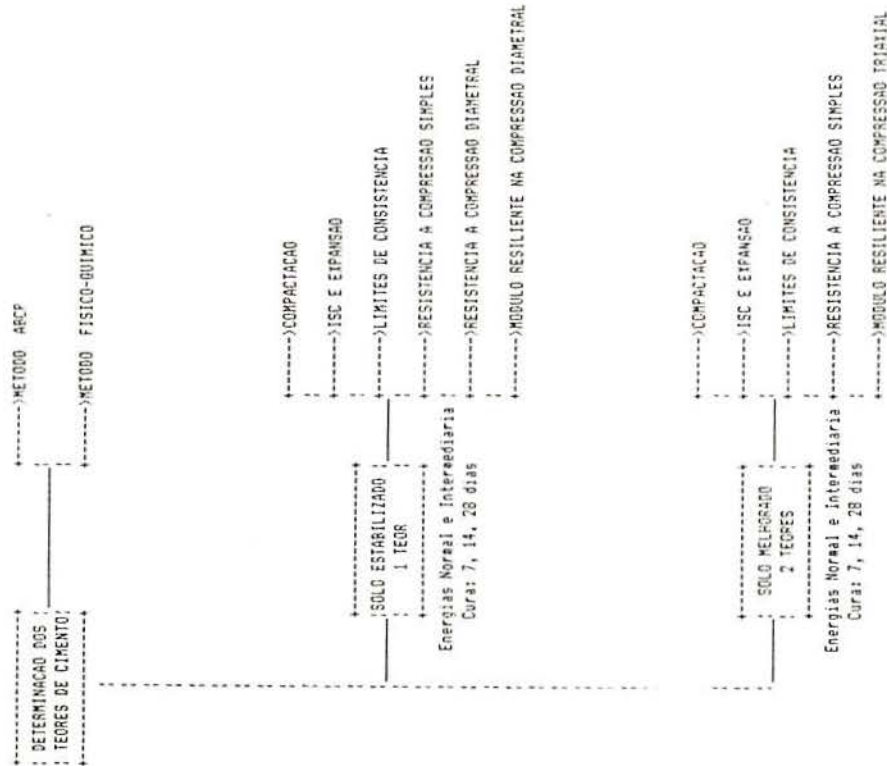 DETERMINACAO DOS
TEORES DE CIMENTO
METODO ABCP
METODO FISICO-QUIMICO
SOLO ESTABILIZADO
1 TEOR
Energias Normal e Intermediaria
Cura: 7, 14, 28 dias
COMPACTACAO
ISC E EXPANSAO
LIMITES DE CONSISTENCIA
RESISTENCIA A COMPRESSAO SIMPLES
RESISTENCIA A COMPRESSAO DIAMETRAL
MODULO RESILIENTE NA COMPRESSAO DIAMETRAL
SOLO MELHORADO
2 TEORES
Energias Normal e Intermediaria
Cura: 7, 14, 28 dias
COMPACTACAO
ISC E EXPANSAO
LIMITES DE CONSISTENCIA
RESISTENCIA A COMPRESSAO SIMPLES
MODULO RESILIENTE NA COMPRESSAO TRIAXIAL